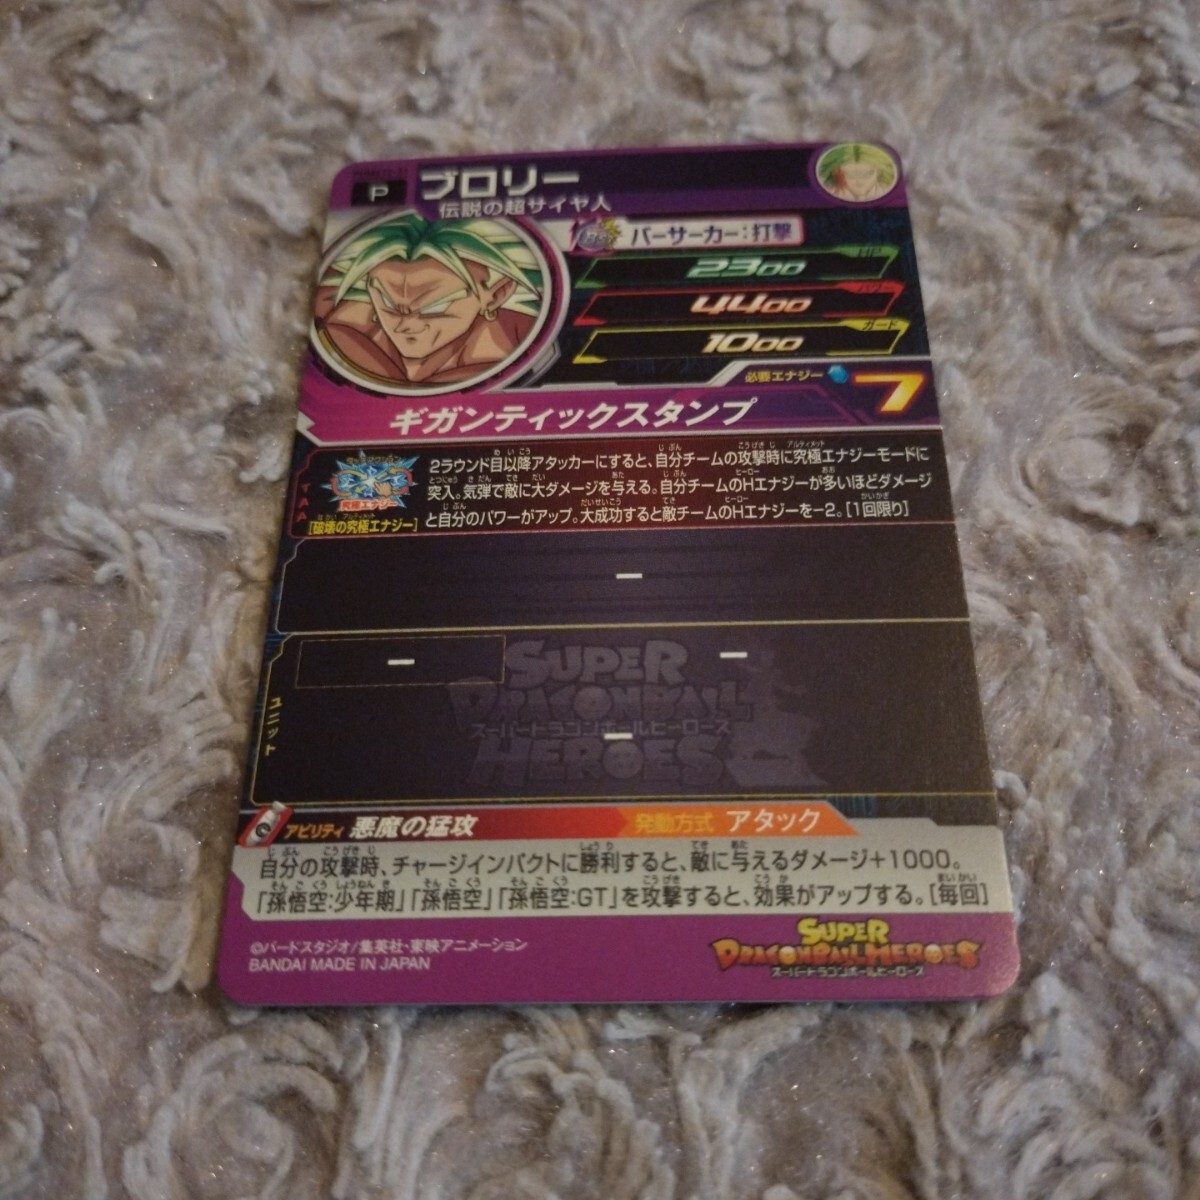 P
ブロリー
伝説の超サイヤ人
バーサーカー:打撃
HP
2300
パワー
4400
ガード
1000
必要エナジー 7
ギガンティックスタンプ
TAA
究極エナジー
[破壊の究極エナジー]
2ラウンド目以降アタッカーにすると、自分チームの攻撃時に究極エナジーモードに
突入。気弾で敵に大ダメージを与える。自分チームのHエナジーが多いほどダメージ
と自分のパワーがアップ。大成功すると敵チームのHエナジーを-2。[1回限り]
ー
ー
ー
ー
ユニット
SUPER
DRAGONBALL
スーパードラゴンボールヒーローズ
HEROES
アビリティ 悪魔の猛攻 発動方式 アタック
自分の攻撃時、チャージインパクトに勝利すると、敵に与えるダメージ+1000。
「孫悟空:少年期」「孫悟空」「孫悟空:GT」を攻撃すると、効果がアップする。[毎回]
©バードスタジオ/集英社・東映アニメーション
BANDAI MADE IN JAPAN
SUPER
DRAGONBALL HEROES
スーパードラゴンボールヒーローズ